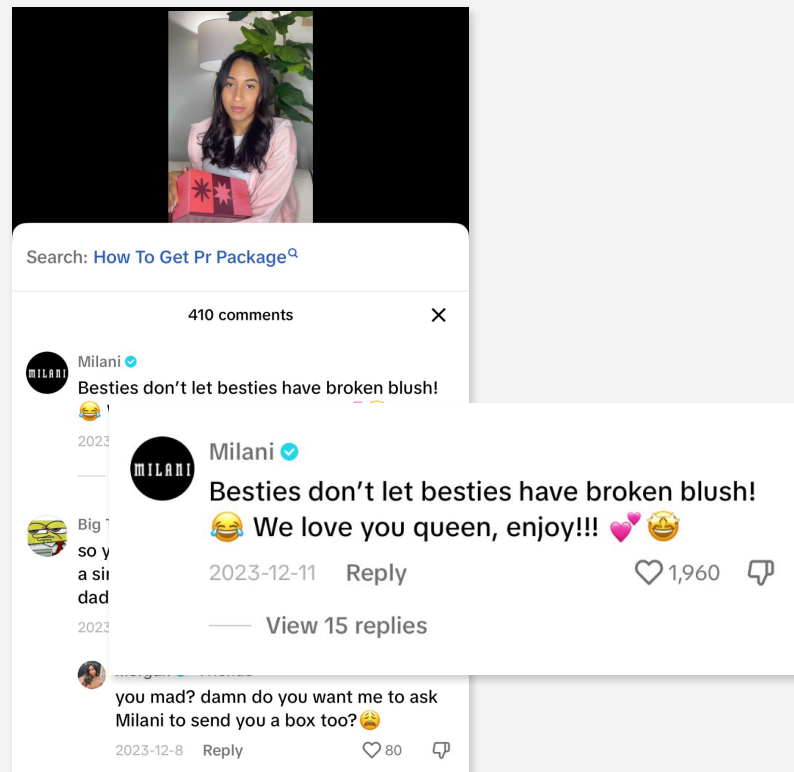 Search: How To Get Pr Package
410 comments
MILANI
Milani
Besties don't let besties have broken blush!
😂
2023
MILANI
Milani
Besties don't let besties have broken blush!
😂 We love you queen, enjoy!!! 💕🤩
2023-12-11 Reply 1,960
View 15 replies
Big
so y
a sin
dad
2023
you mad? damn do you want me to ask
Milani to send you a box too?😩
2023-12-8 Reply 80